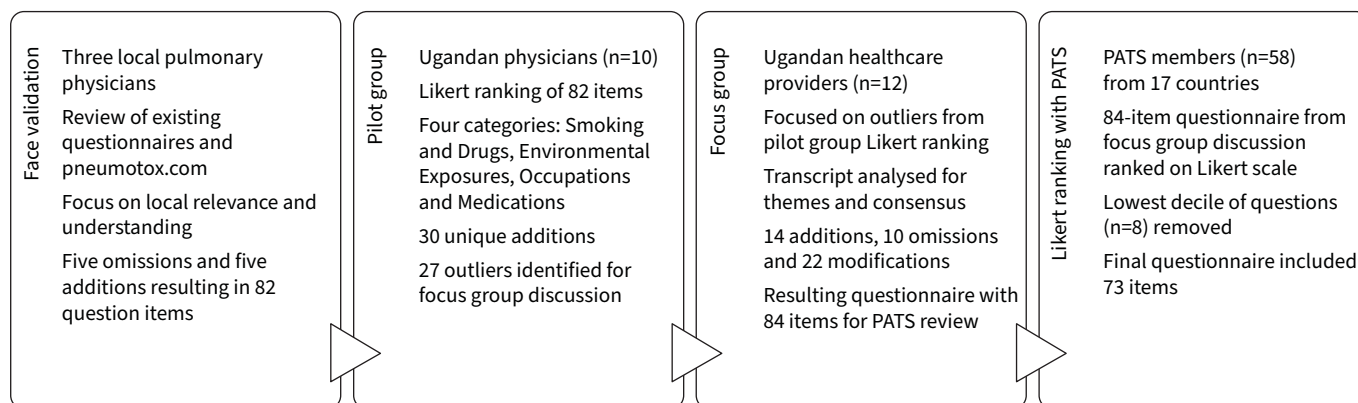 Face validation
Three local pulmonary
physicians
Review of existing
questionnaires and
pneumotox.com
Focus on local relevance and
understanding
Five omissions and five
additions resulting in 82
question items
Pilot group
Ugandan physicians (n=10)
Likert ranking of 82 items
Four categories: Smoking
and Drugs, Environmental
Exposures, Occupations
and Medications
30 unique additions
27 outliers identified for
focus group discussion
Focus group
Ugandan healthcare
providers (n=12)
Focused on outliers from
pilot group Likert ranking
Transcript analysed for
themes and consensus
14 additions, 10 omissions
and 22 modifications
Resulting questionnaire with
84 items for PATS review
Likert ranking with PATS
PATS members (n=58)
from 17 countries
84-item questionnaire from
focus group discussion
ranked on Likert scale
Lowest decile of questions
(n=8) removed
Final questionnaire included
73 items